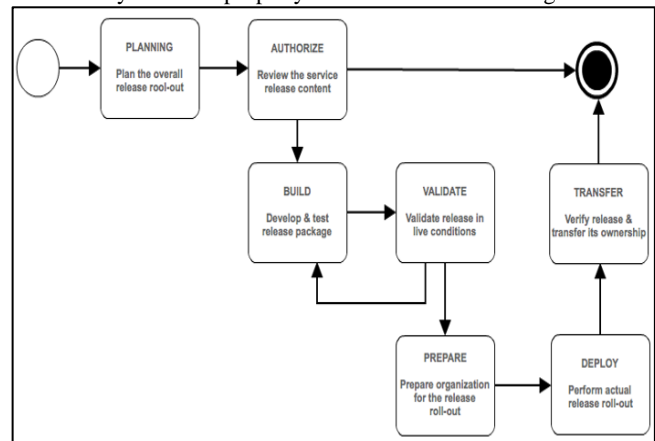 PLANNING
Plan the overall
release rool-out
AUTHORIZE
Review the service
release content
BUILD
Develop & test
release package
VALIDATE
Validate release in
live conditions
TRANSFER
Verify release &
transfer its ownership
PREPARE
Prepare organization
for the release
roll-out
DEPLOY
Perform actual
release roll-out